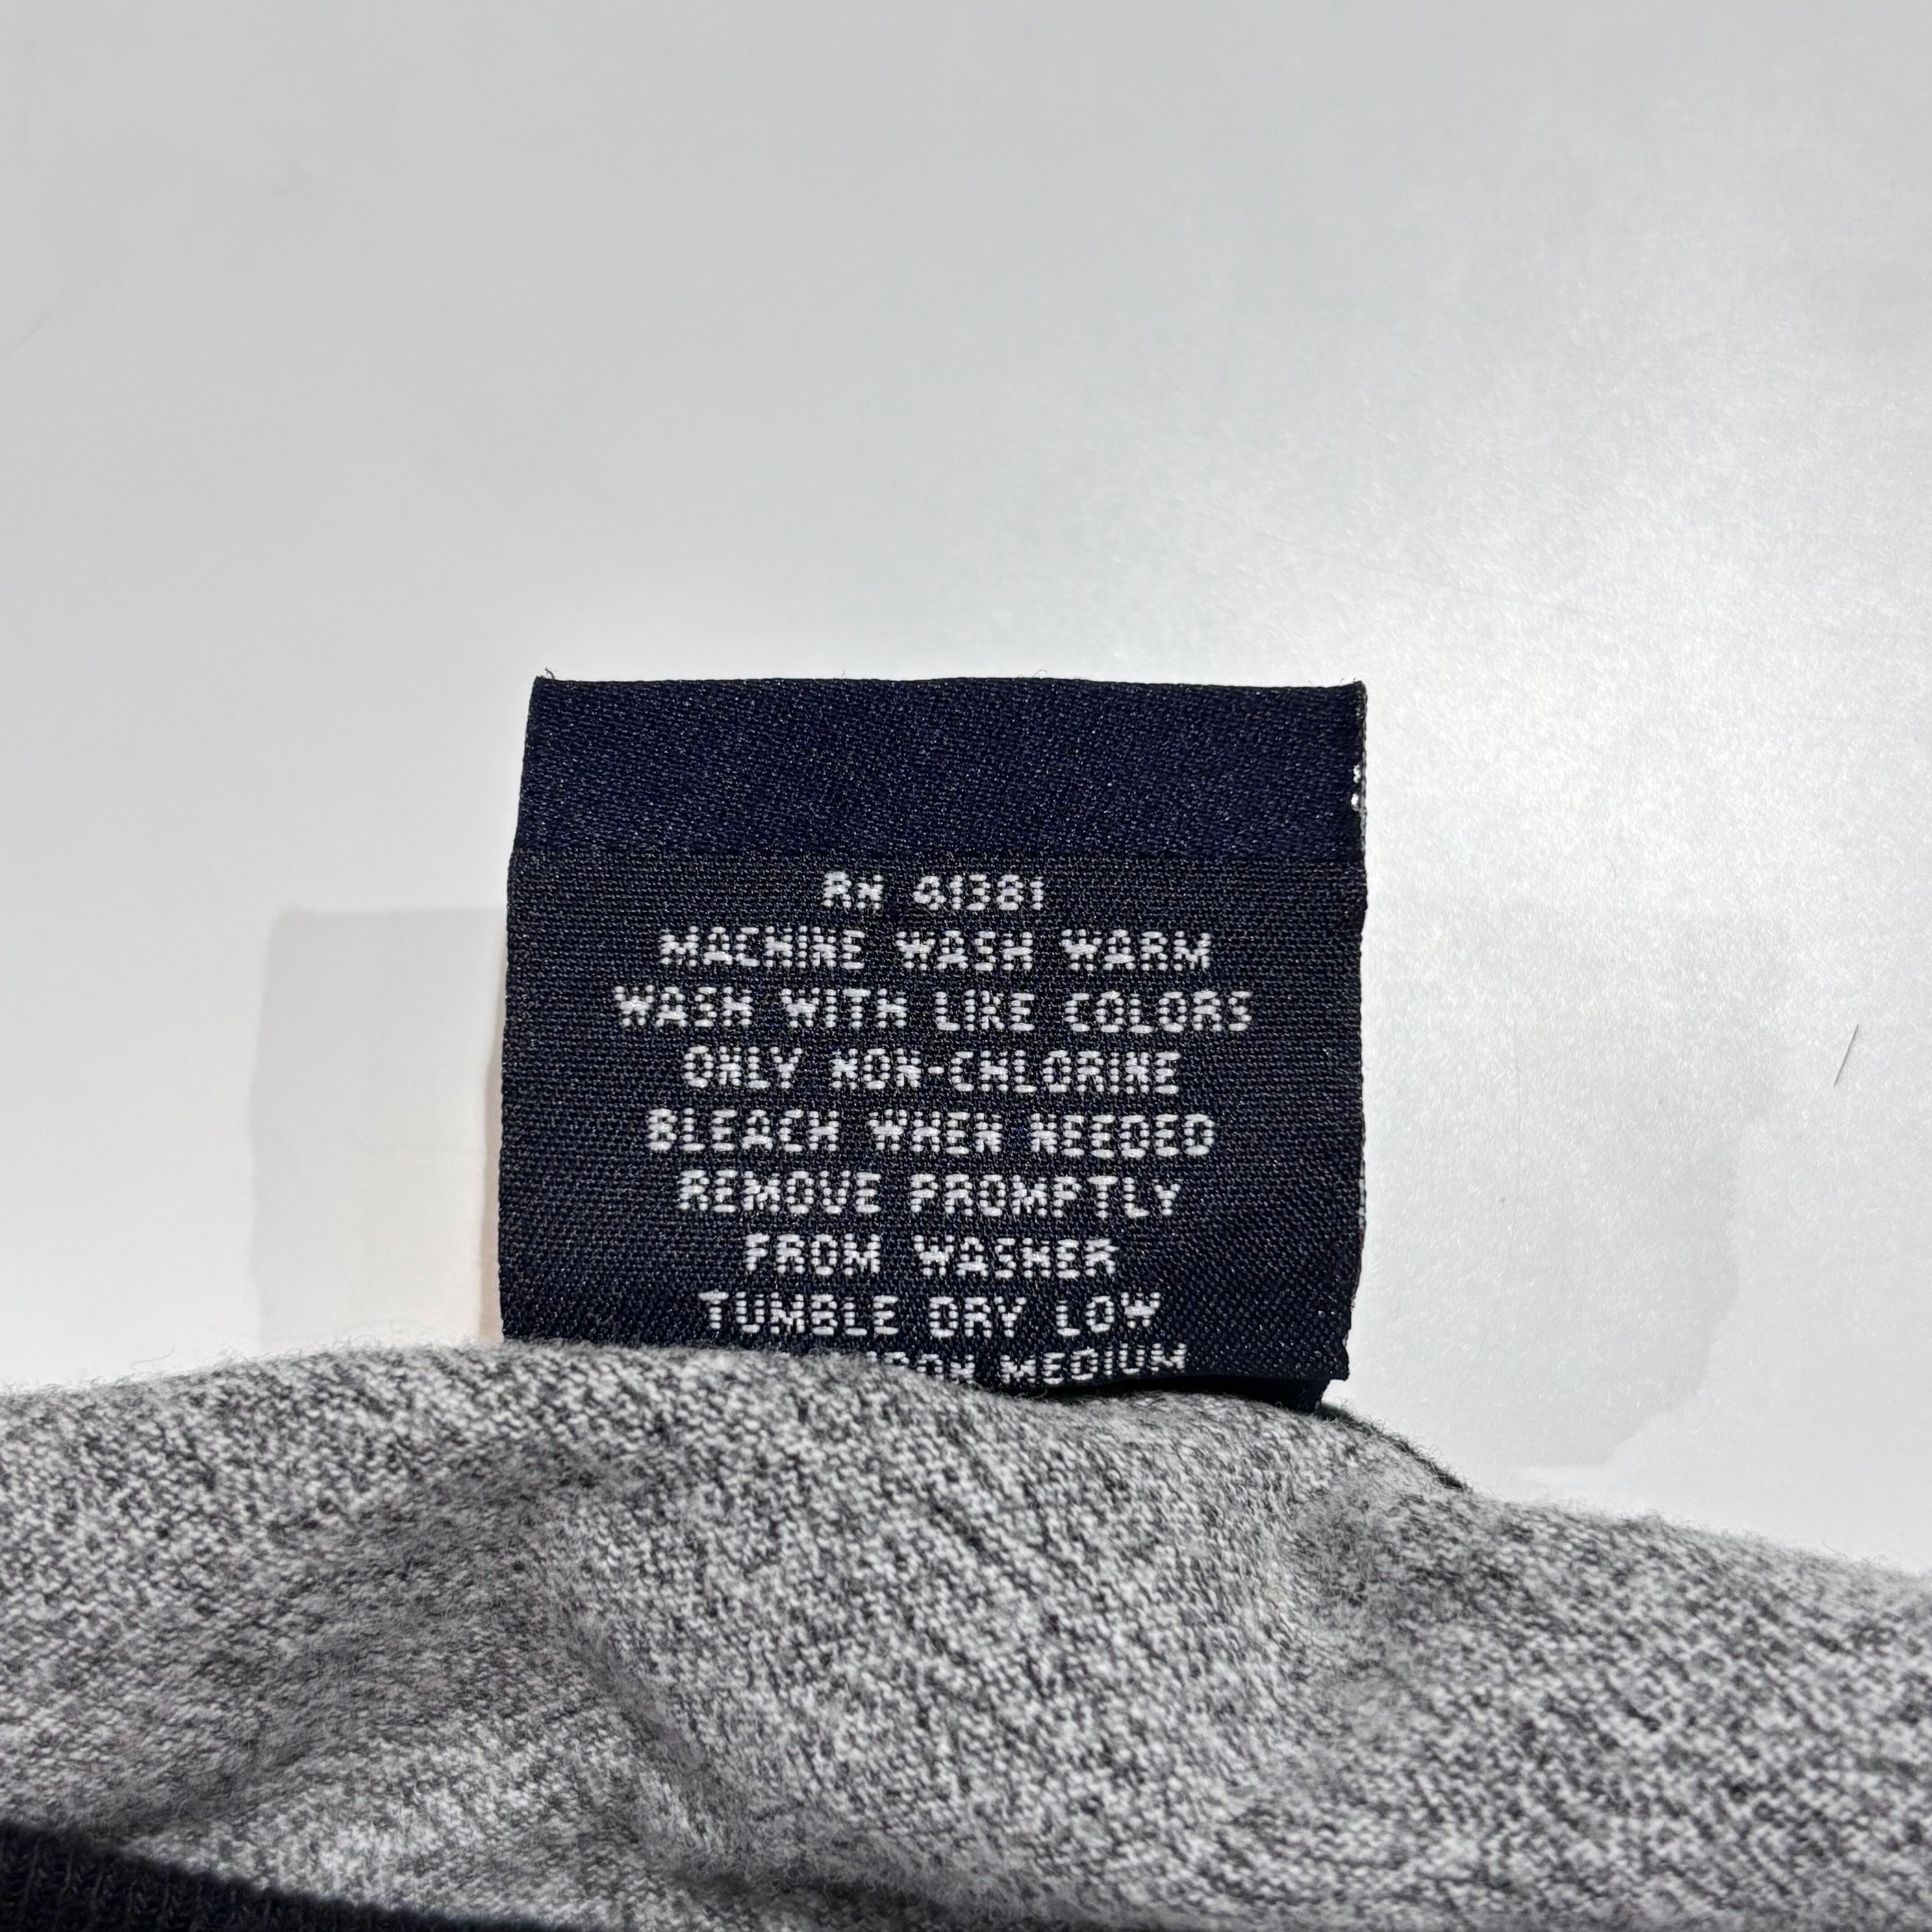 RN 41381
MACHINE WASH WARM
WASH WITH LIKE COLORS
ONLY NON-CHLORINE
BLEACH WHEN NEEDED
REMOVE PROMPTLY
FROM WASHER
TUMBLE DRY LOW
MEDIUM